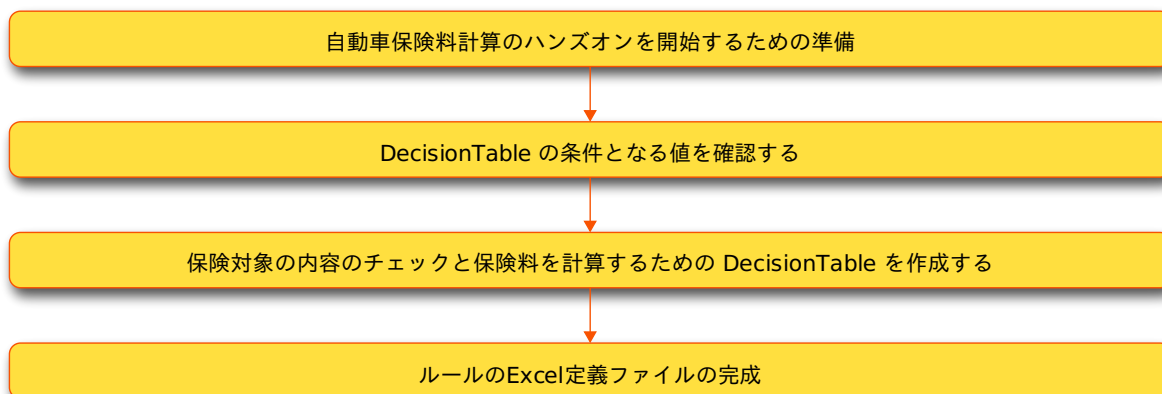 自動車保険料計算のハンズオンを開始するための準備
DecisionTable の条件となる値を確認する
保険対象の内容のチェックと保険料を計算するための DecisionTable を作成する
ルールのExcel定義ファイルの完成